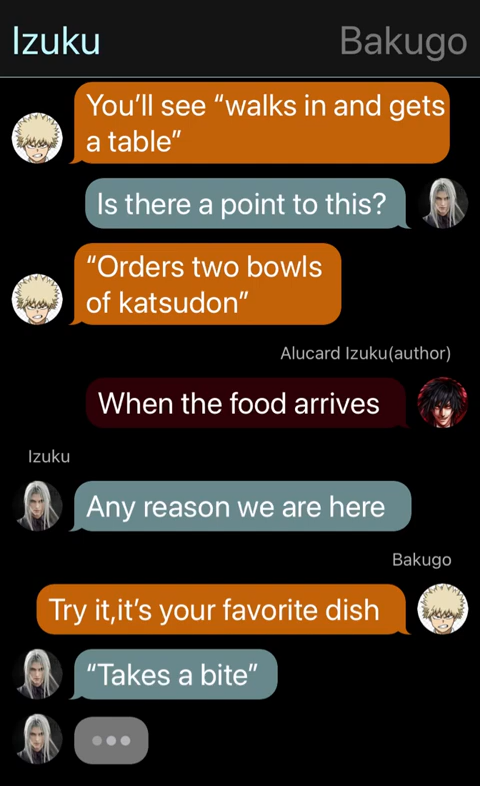 Izuku
Bakugo
You’ll see “walks in and gets
a table”
Is there a point to this?
“Orders two bowls
of katsudon”
Alucard Izuku(author)
When the food arrives
Izuku
Any reason we are here
Bakugo
Try it,it’s your favorite dish
“Takes a bite”